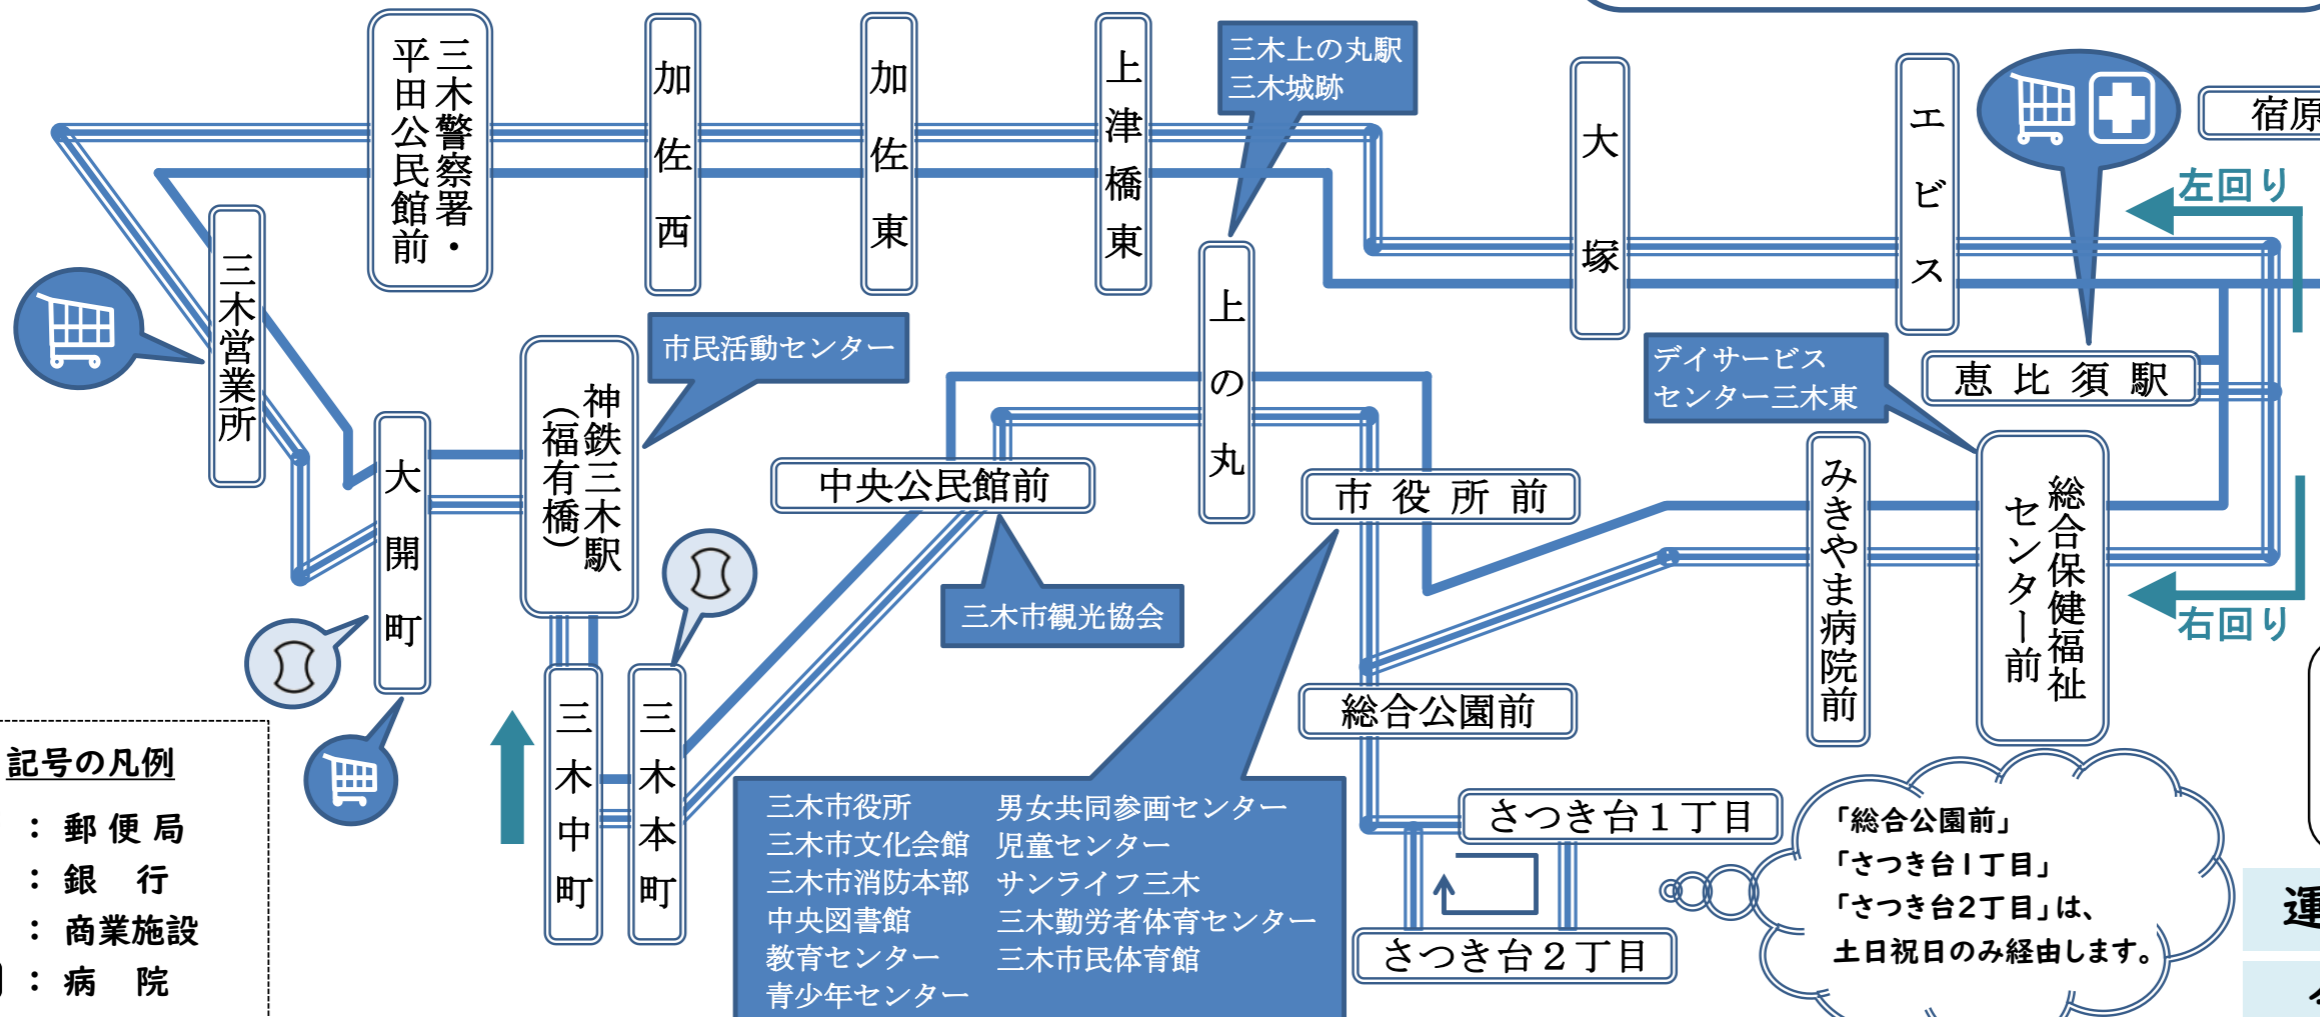 三木警察署・
平田公民館前
加佐西
加佐東
上津橋東
三木上の丸駅
三木城跡
大塚
エビス
宿原
左回り
三木営業所
市民活動センター
神鉄三木駅
(福有橋)
大開町
上の丸
中央公民館前
市役所前
デイサービス
センター三木東
恵比須駅
みきやま病院前
総合保健福祉
センター前
右回り
三木市観光協会
三木中町
三木本町
総合公園前
さつき台1丁目
さつき台2丁目
三木市役所
三木市文化会館
三木市消防本部
中央図書館
教育センター
青少年センター
男女共同参画センター
児童センター
サンライフ三木
三木勤労者体育センター
三木市民体育館
「総合公園前」
「さつき台1丁目」
「さつき台2丁目」は、
土日祝日のみ経由します。
記号の凡例
：郵便局
：銀　行
：商業施設
：病　院
運